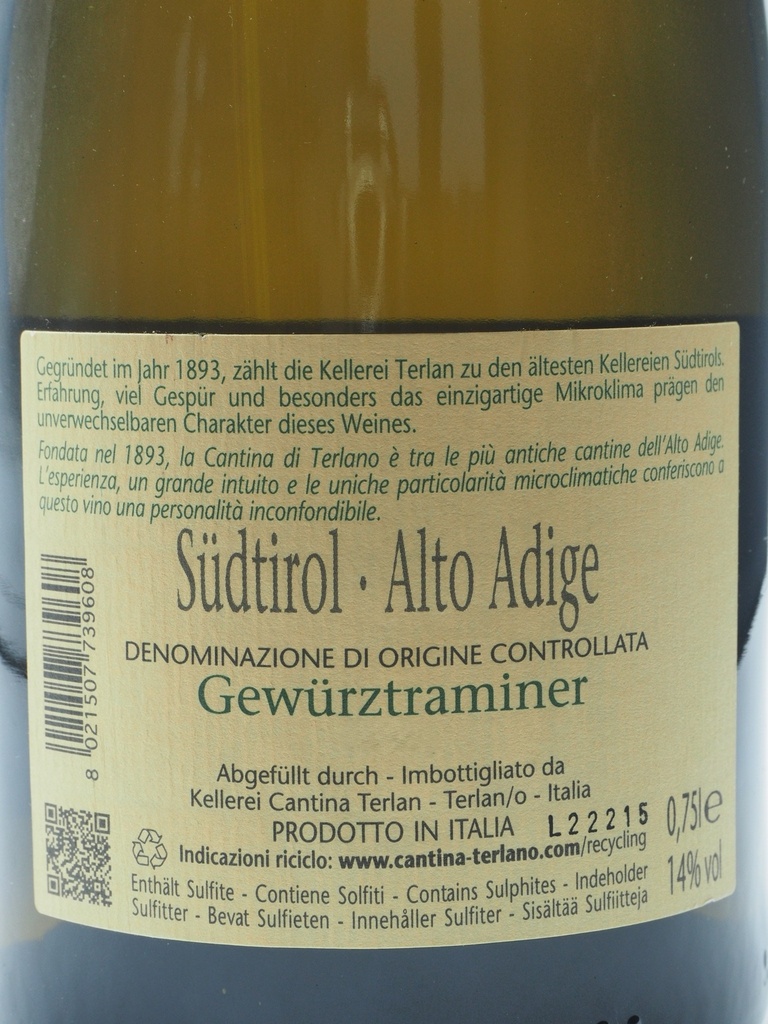 Gegründet im Jahr 1893, zählt die Kellerei Terlan zu den ältesten Kellereien Südtirols.
Erfahrung, viel Gespür und besonders das einzigartige Mikroklima prägen den
unverwechselbaren Charakter dieses Weines.
Fondata nel 1893, la Cantina di Terlano è tra le più antiche cantine dell'Alto Adige.
L'esperienza, un grande intuito e le uniche particolarità microclimatiche conferiscono a
questo vino una personalità inconfondibile.
Südtirol · Alto Adige
DENOMINAZIONE DI ORIGINE CONTROLLATA
Gewürztraminer
8 021507 739608
Abgefüllt durch - Imbottigliato da
Kellerei Cantina Terlan - Terlan/o - Italia
PRODOTTO IN ITALIA L22215
0,75l e
Indicazioni riciclo: www.cantina-terlano.com/recycling
14% vol
Enthält Sulfite - Contiene Solfiti - Contains Sulphites - Indeholder
Sulfitter - Bevat Sulfieten - Innehåller Sulfiter - Sisältää Sulfiitteja